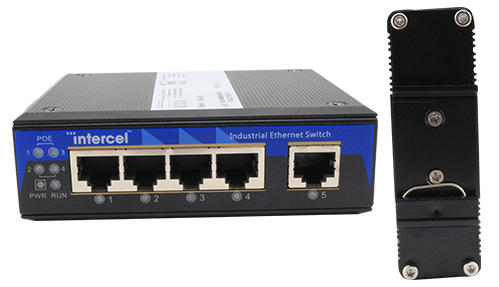 intercel
Industrial Ethernet Switch
POE
1 3
2 4
PWR RUN
1 2 3 4 5